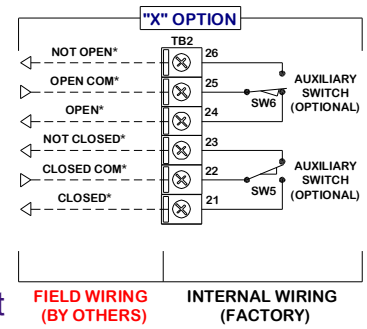 "X" OPTION
TB2
NOT OPEN* 26
OPEN COM* 25
OPEN* 24
NOT CLOSED* 23
CLOSED COM* 22
CLOSED* 21
SW6
AUXILIARY
SWITCH
(OPTIONAL)
SW5
AUXILIARY
SWITCH
(OPTIONAL)
t
FIELD WIRING
(BY OTHERS)
INTERNAL WIRING
(FACTORY)